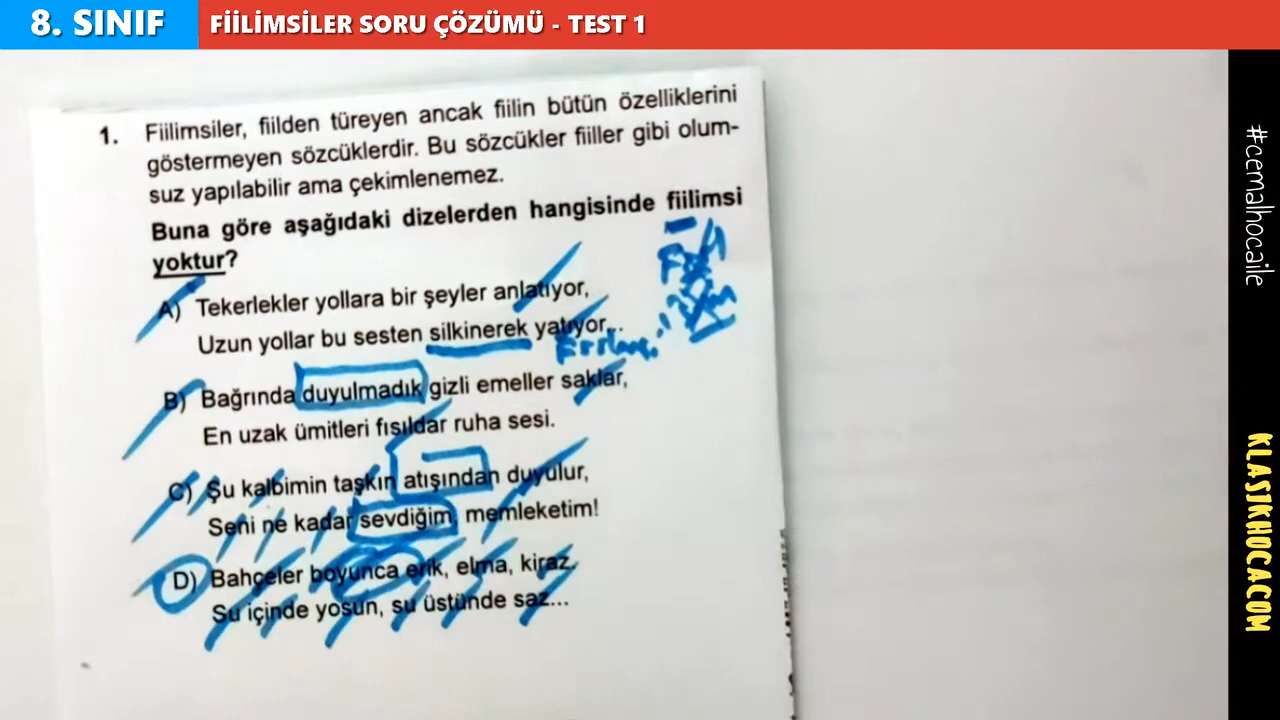 8. SINIF
FİİLİMSİLER SORU ÇÖZÜMÜ - TEST 1
1. Fiilimsiler, fiilden türeyen ancak fiilin bütün özelliklerini
göstermeyen sözcüklerdir. Bu sözcükler fiiller gibi olum-
suz yapılabilir ama çekimlenemez.
Buna göre aşağıdaki dizelerden hangisinde fiilimsi
yoktur?
A) Tekerlekler yollara bir şeyler anlatıyor,
Uzun yollar bu sesten silkinerek yatıyor...
B) Bağrında duyulmadık gizli emeller saklar,
En uzak ümitleri fısıldar ruha sesi.
C) Şu kalbimin taşkın atışından duyulur,
Seni ne kadar sevdiğim, memleketim!
D) Bahçeler boyunca erik, elma, kiraz,
Su içinde yosun, su üstünde saz...
#cemalhocaile
KLASIKHOCA.COM